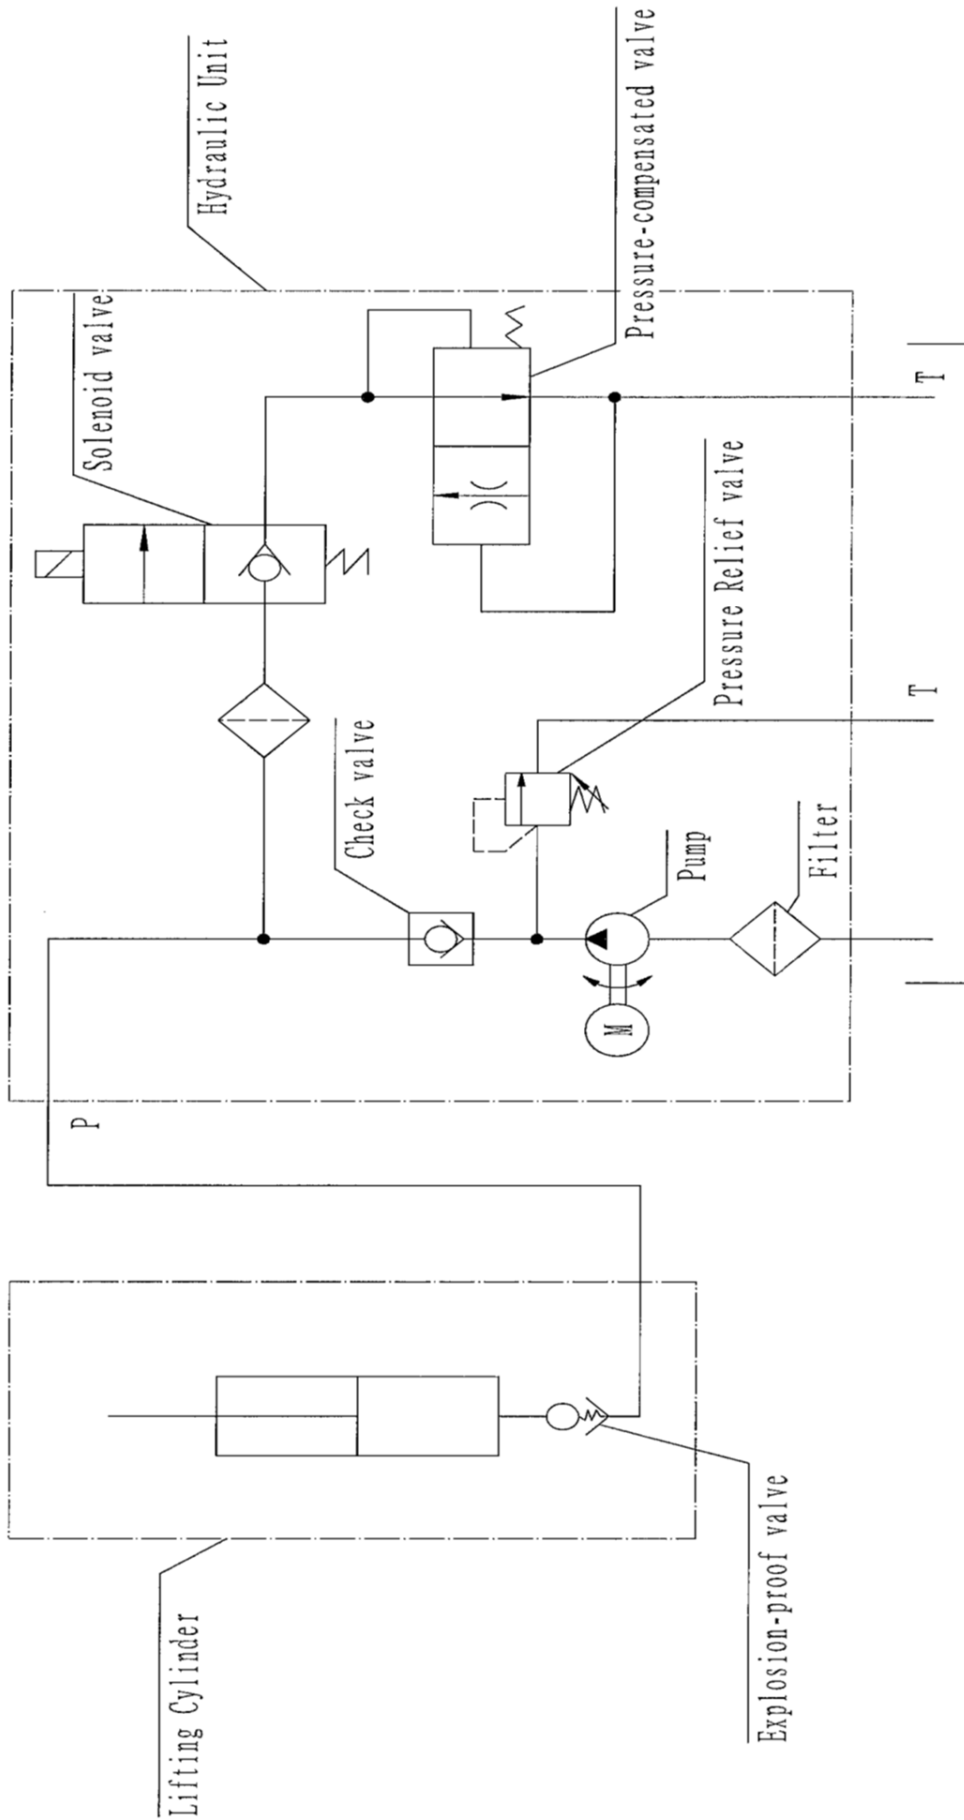 Hydraulic Unit
Solenoid valve
Pressure-compensated valve
Pressure Relief valve
Check valve
Pump
Filter
T
T
M
P
Lifting Cylinder
Explosion-proof valve